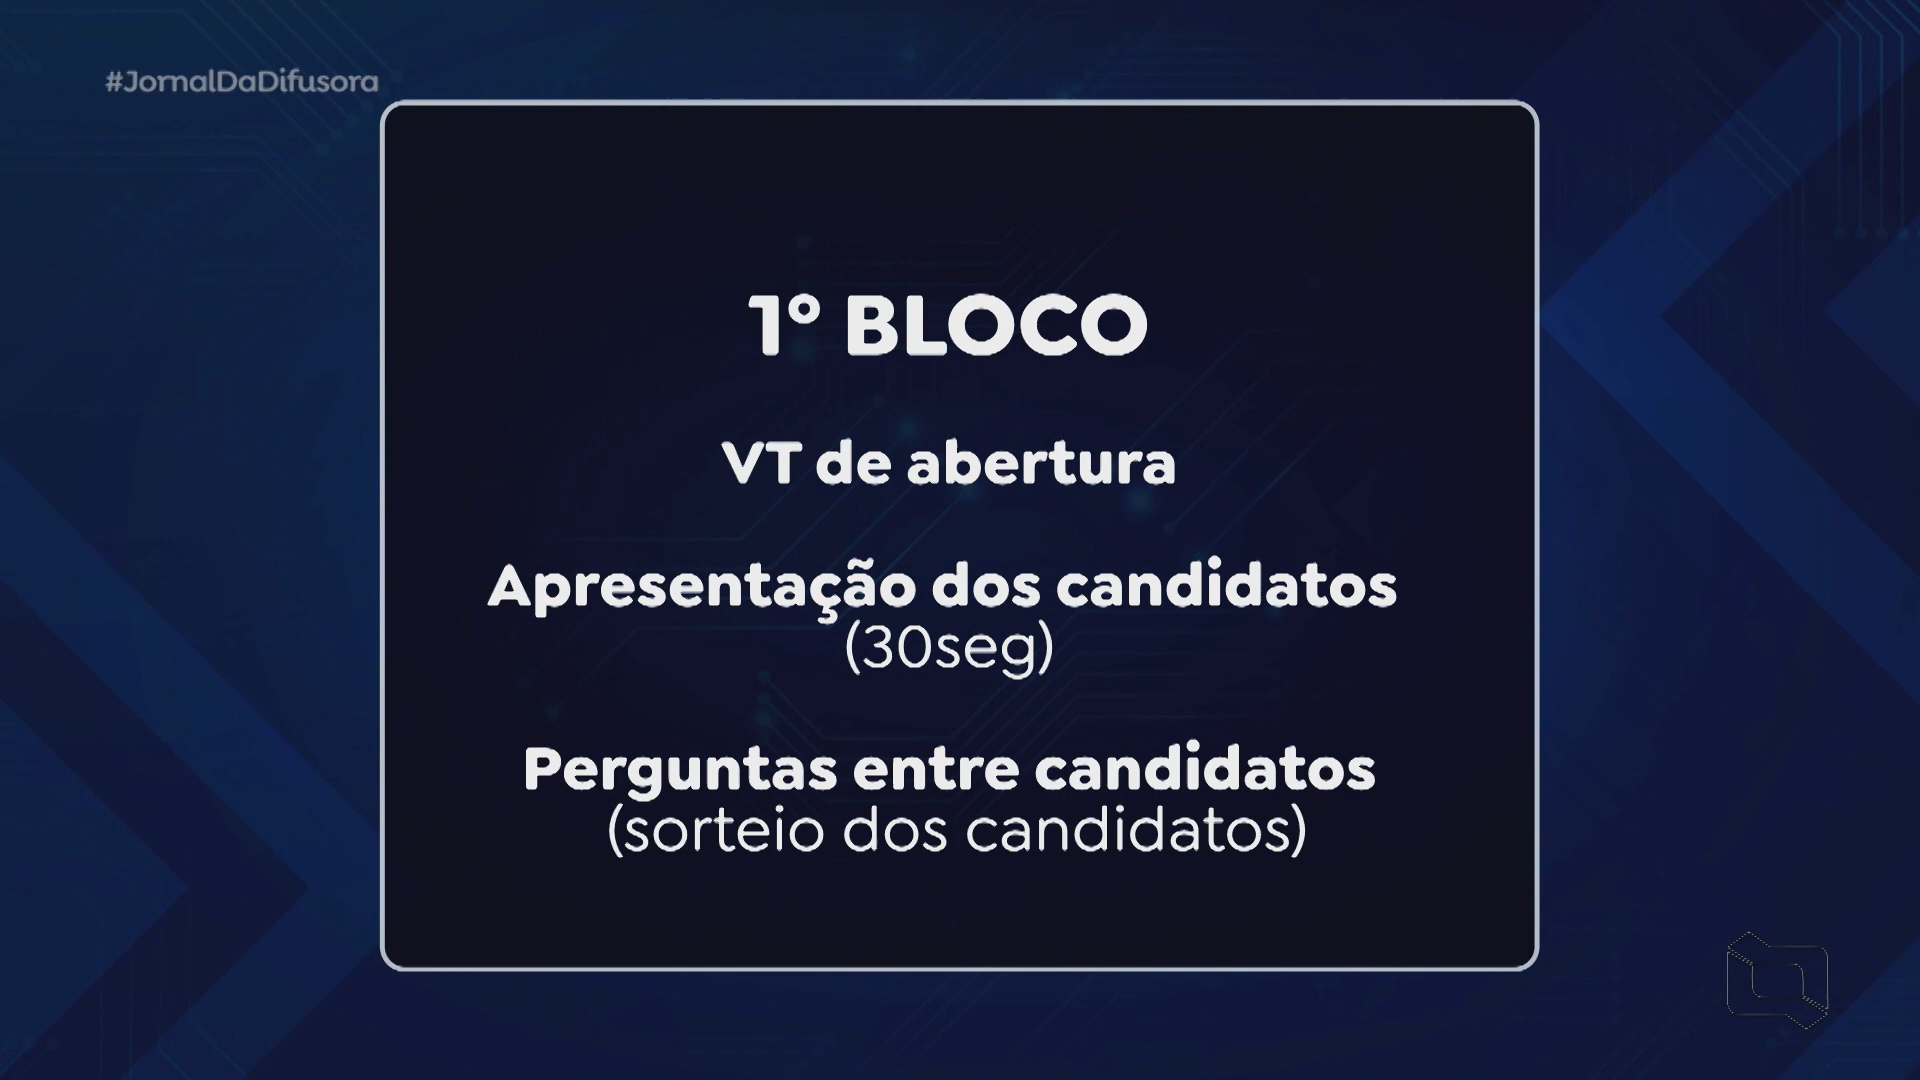 #JornalDaDifusora
1º BLOCO
VT de abertura
Apresentação dos candidatos
(30seg)
Perguntas entre candidatos
(sorteio dos candidatos)